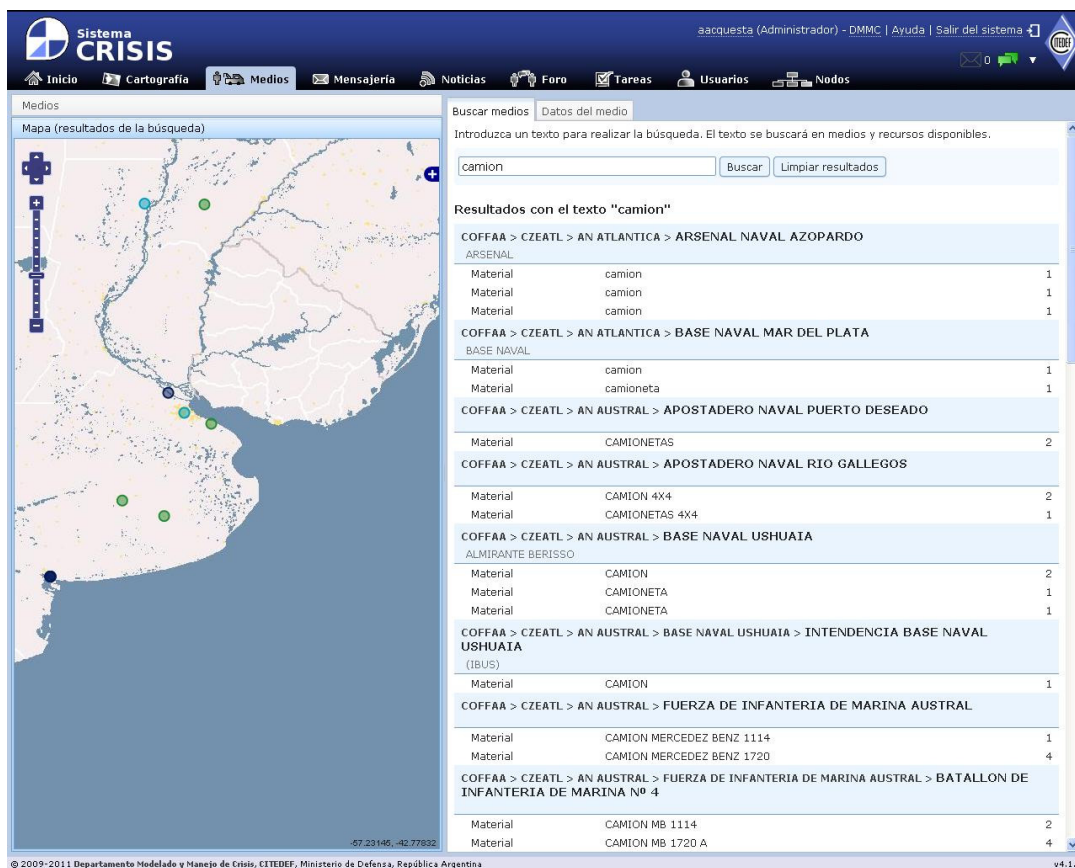 Sistema
CRISIS
aacquesta (Administrador) - DMMC | Ayuda | Salir del sistema
CITEDEF
0
Inicio Cartografía Medios Mensajería Noticias Foro Tareas Usuarios Nodos
Medios
Mapa (resultados de la búsqueda)
Buscar medios Datos del medio
Introduzca un texto para realizar la búsqueda. El texto se buscará en medios y recursos disponibles.
camion Buscar Limpiar resultados
Resultados con el texto "camion"
COFFAA > CZEATL > AN ATLANTICA > ARSENAL NAVAL AZOPARDO
ARSENAL
Material camion 1
Material camion 1
Material camion 1
COFFAA > CZEATL > AN ATLANTICA > BASE NAVAL MAR DEL PLATA
BASE NAVAL
Material camion 1
Material camioneta 1
COFFAA > CZEATL > AN AUSTRAL > APOSTADERO NAVAL PUERTO DESEADO
Material CAMIONETAS 2
COFFAA > CZEATL > AN AUSTRAL > APOSTADERO NAVAL RIO GALLEGOS
Material CAMION 4X4 2
Material CAMIONETAS 4X4 1
COFFAA > CZEATL > AN AUSTRAL > BASE NAVAL USHUAIA
ALMIRANTE BERISSO
Material CAMION 2
Material CAMIONETA 1
Material CAMIONETA 1
COFFAA > CZEATL > AN AUSTRAL > BASE NAVAL USHUAIA > INTENDENCIA BASE NAVAL
USHUAIA
(IBUS)
Material CAMION 1
COFFAA > CZEATL > AN AUSTRAL > FUERZA DE INFANTERIA DE MARINA AUSTRAL
Material CAMION MERCEDEZ BENZ 1114 1
Material CAMION MERCEDEZ BENZ 1720 4
COFFAA > CZEATL > AN AUSTRAL > FUERZA DE INFANTERIA DE MARINA AUSTRAL > BATALLON DE
INFANTERIA DE MARINA Nº 4
Material CAMION MB 1114 2
Material CAMION MB 1720 A 4
-57.23145, -42.77832
© 2009-2011 Departamento Modelado y Manejo de Crisis, CITEDEF, Ministerio de Defensa, República Argentina
v4.1.